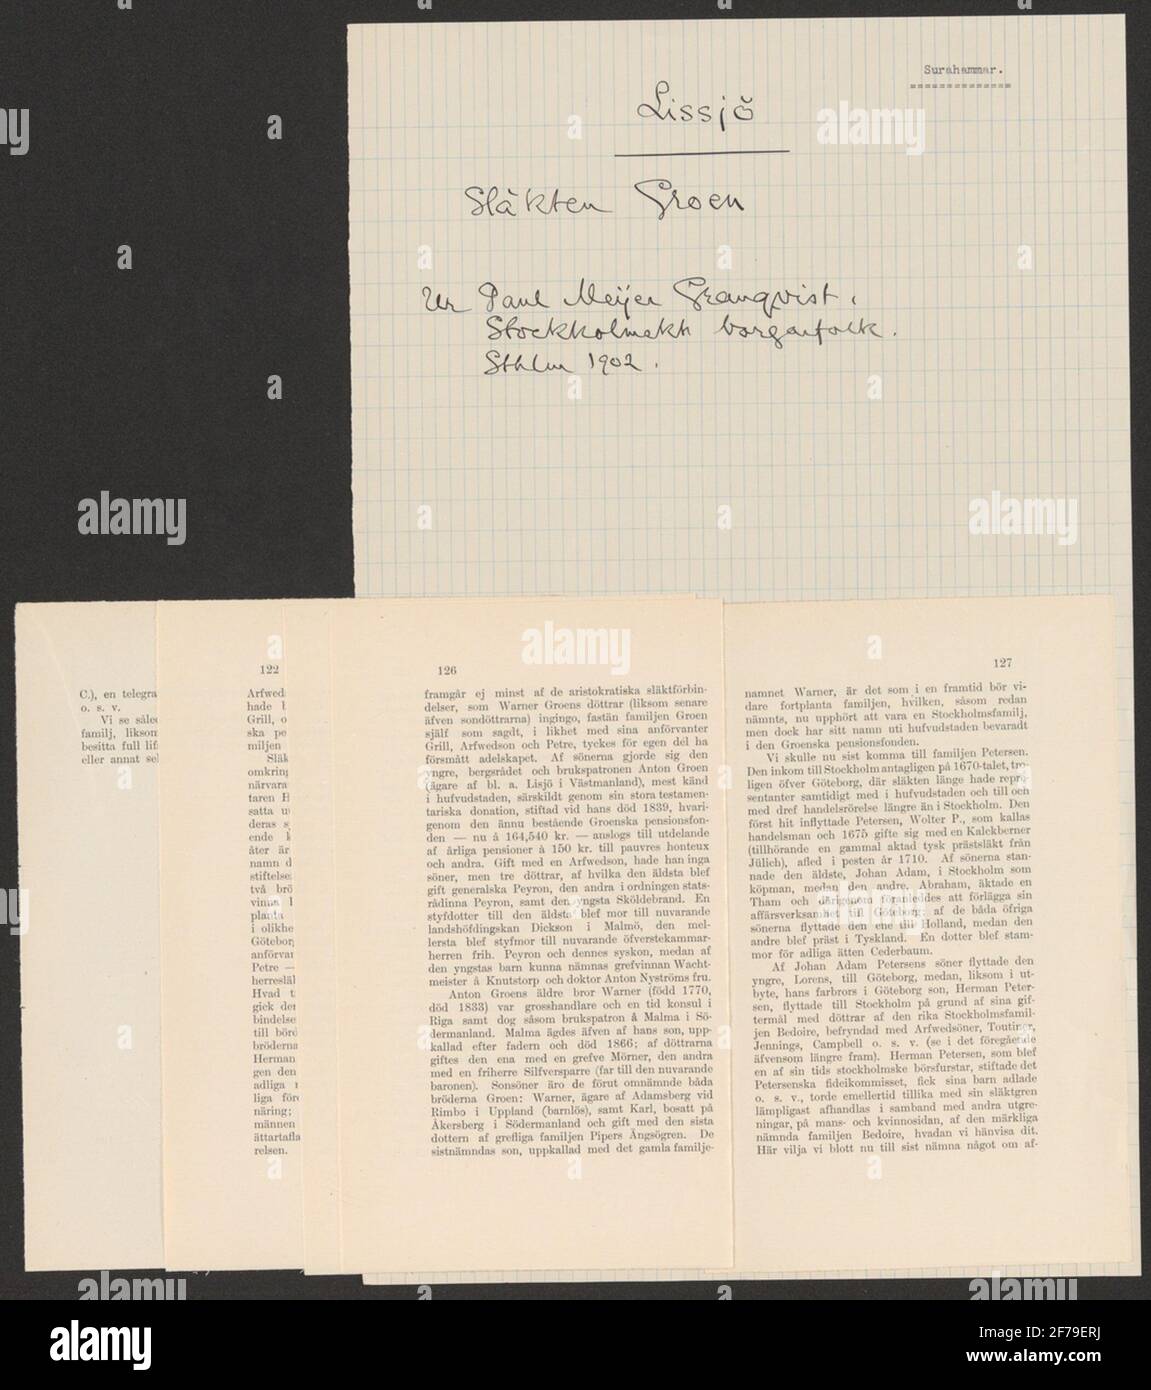 Surahammar.
Lissjö
Släkten Groen
Ur Paul Meijer Granqvist,
Stockholmskt borgarfolk.
Sthlm 1902.
C.), en telegra
o. s. v.
Vi se såled
familj, liksom
besitta full lif
eller annat se
122
Arfweds
hade b
Grill, o
ska pe
miljen
Släk
omkring
närvara
taren H
satta u
deras s
ende k
åter är
namn d
stiftelse
två brö
vinna l
planta
i olikhe
Göteborg
anförvan
Petre —
herresläl
Hvad t
gick der
bindelse
till börd
bröderna
Herman
gen den
adliga r
liga före
näring;
männen
ättartafla
relsen.
126
framgår ej minst af de aristokratiska släktförbin-
delser, som Warner Groens döttrar (liksom senare
äfven sondöttrarna) ingingo, fastän familjen Groen
själf som sagdt, i likhet med sina anförvanter
Grill, Arfwedson och Petre, tyckes för egen del ha
försmått adelskapet. Af sönerna gjorde sig den
yngre, bergsrådet och brukspatronen Anton Groen
(ägare af bl. a. Lisjö i Västmanland), mest känd
i hufvudstaden, särskildt genom sin stora testamen-
tariska donation, stiftad vid hans död 1839, hvari-
genom den ännu bestående Groenska pensionsfon-
den — nu å 164,540 kr. — anslogs till utdelande
af årliga pensioner à 150 kr. till pauvres honteux
och andra. Gift med en Arfwedson, hade han inga
söner, men tre döttrar, af hvilka den äldsta blef
gift generalska Peyron, den andra i ordningen stats-
rådinna Peyron, samt den yngsta Sköldebrand. En
styfdotter till den äldsta blef mor till nuvarande
landshöfdingskan Dickson i Malmö, den mel-
lersta blef styfmor till nuvarande öfverstekammar-
herren frih. Peyron och dennes syskon, medan af
den yngstas barn kunna nämnas grefvinnan Wacht-
meister å Knutstorp och doktor Anton Nyströms fru.
Anton Groens äldre bror Warner (född 1770,
död 1833) var grosshandlare och en tid konsul i
Riga samt dog såsom brukspatron å Malma i Sö-
dermanland. Malma ägdes äfven af hans son, upp-
kallad efter fadern och död 1866; af döttrarna
giftes den ena med en grefve Mörner, den andra
med en friherre Silfversparre (far till den nuvarande
baronen). Sonsöner äro de förut omnämnde båda
bröderna Groen: Warner, ägare af Adamsberg vid
Rimbo i Uppland (barnlös), samt Karl, bosatt på
Åkersberg i Södermanland och gift med den sista
dottern af grefliga familjen Pipers Ängsögren. De
sistnämndas son, uppkallad med det gamla familje-
127
namnet Warner, är det som i en framtid bör vi-
dare fortplanta familjen, hvilken, såsom redan
nämnts, nu upphört att vara en Stockholmsfamilj,
men dock har sitt namn uti hufvudstaden bevaradt
i den Groenska pensionsfonden.
Vi skulle nu sist komma till familjen Petersen.
Den inkom till Stockholm antagligen på 1670-talet, tro-
ligen öfver Göteborg, där släkten länge hade repre-
sentanter samtidigt med i hufvudstaden och till och
med dref handelsrörelse längre än i Stockholm. Den
först hit inflyttade Petersen, Wolter P., som kallas
handelsman och 1675 gifte sig med en Kalckberner
(tillhörande en gammal aktad tysk prästsläkt från
Jülich), afled i pesten år 1710. Af sönerna stan-
nade den äldste, Johan Adam, i Stockholm som
köpman, medan den andre, Abraham, äktade en
Tham och därigenom föranleddes att förlägga sin
affärsverksamhet till Göteborg; af de båda öfriga
sönerna flyttade den ene till Holland, medan den
andre blef präst i Tyskland. En dotter blef stam-
mor för adliga ätten Cederbaum.
Af Johan Adam Petersens söner flyttade den
yngre, Lorens, till Göteborg, medan, liksom i ut-
byte, hans farbrors i Göteborg son, Herman Peter-
sen, flyttade till Stockholm på grund af sina gif-
termål med döttrar af den rika Stockholmsfamil-
jen Bedoire, befryndad med Arfwedsöner, Toutiner,
Jennings, Campbell o. s. v. (se i det föregående
äfvensom längre fram). Herman Petersen, som blef
en af sin tids stockholmske börsfurstar, stiftade det
Petersenska fideikommisset, fick sina barn adlade
o. s. v., torde emellertid tillika med sin släktgren
lämpligast afhandlas i samband med andra utgre-
ningar, på mans- och kvinnosidan, af den märkliga
nämnda familjen Bedoire, hvadan vi hänvisa dit.
Här vilja vi blott nu till sist nämna något om af-
alamy
Image ID: 2F79ERJ
www.alamy.com